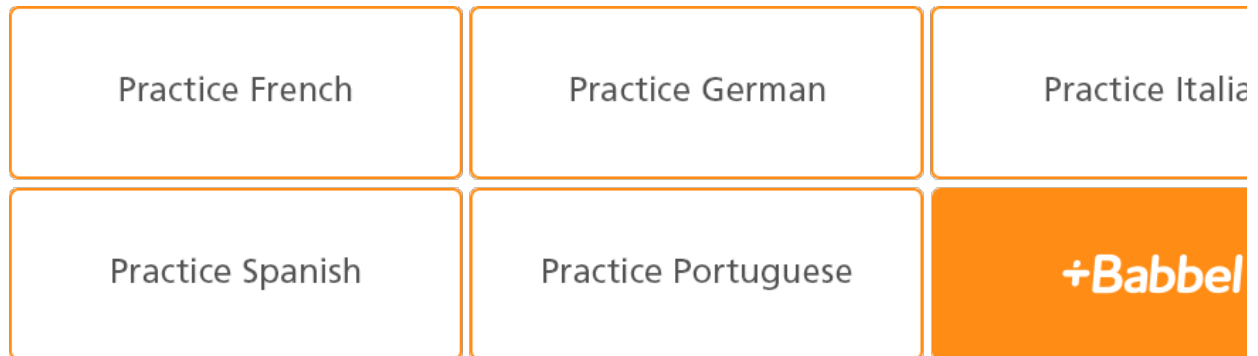 Practice French
Practice German
Practice Italia
Practice Spanish
Practice Portuguese
+Babbel